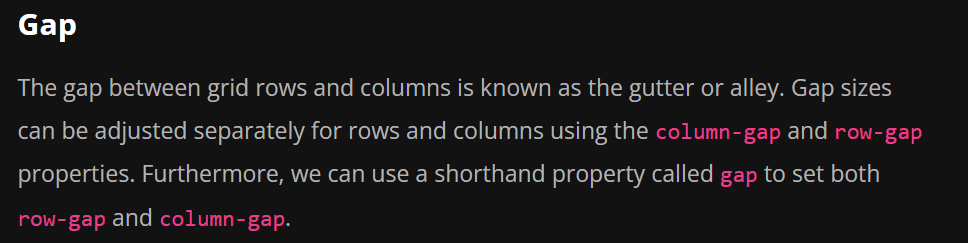 Gap
The gap between grid rows and columns is known as the gutter or alley. Gap sizes
can be adjusted separately for rows and columns using the column-gap and row-gap
properties. Furthermore, we can use a shorthand property called gap to set both
row-gap and column-gap.